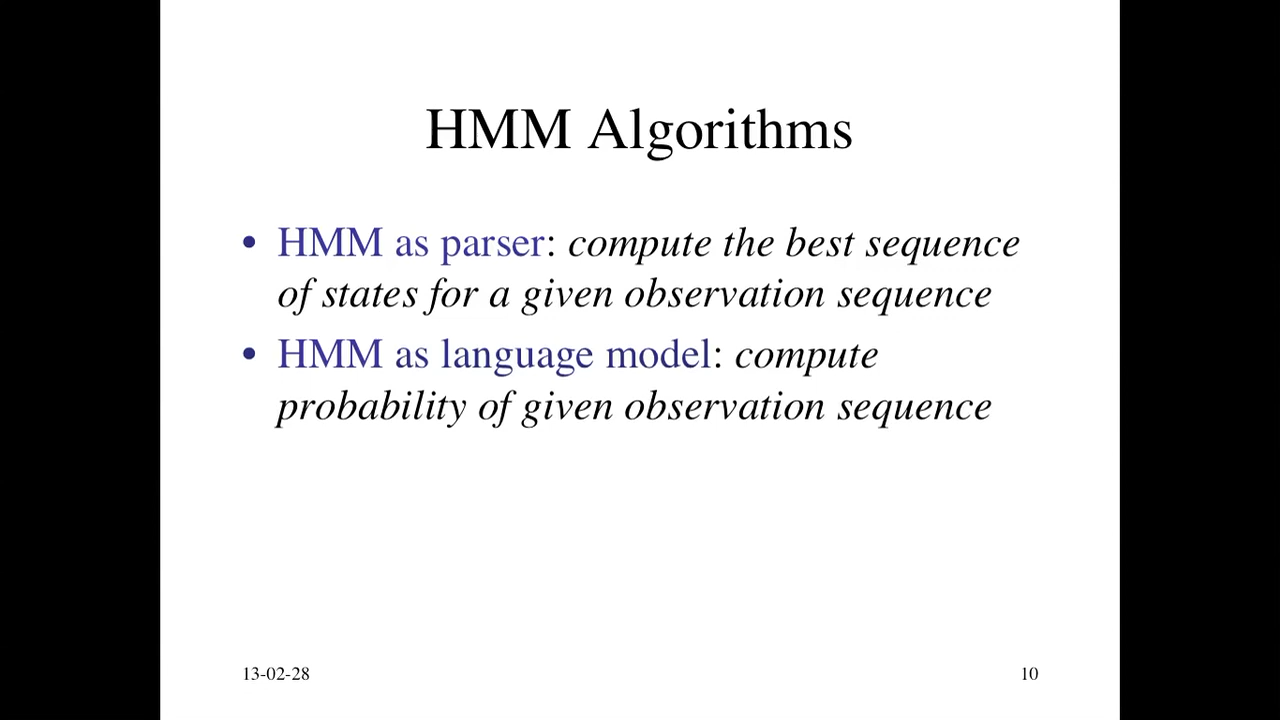 HMM Algorithms
• HMM as parser: compute the best sequence
of states for a given observation sequence
• HMM as language model: compute
probability of given observation sequence
13-02-28
10